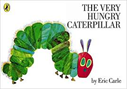 THE VERY
HUNGRY
CATERPILLAR
by Eric Carle